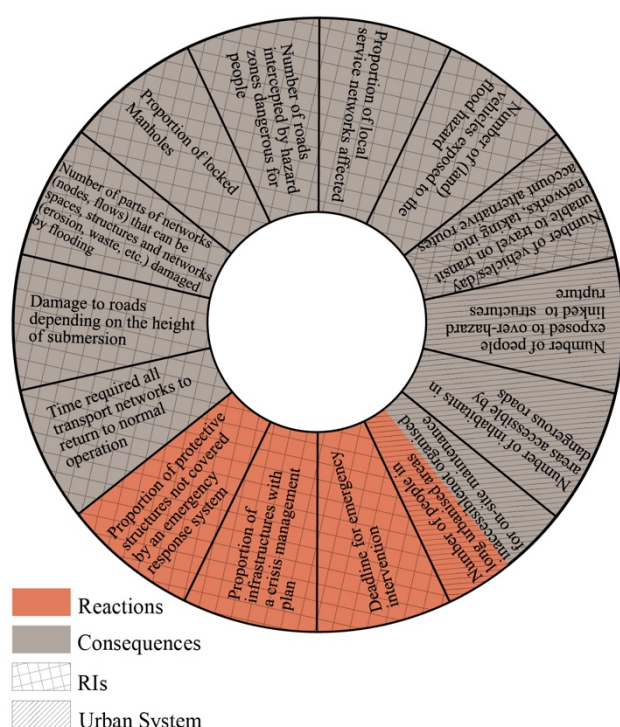 Proportion of local
service networks affected
Number of (land)
vehicles exposed to the
flood hazard
Number of vehicles/day
unable to travel on transit
networks, taking into
account alternative routes
Number of people
exposed to over-hazard
linked to structures
rupture
Number of inhabitants in
areas accessible by
dangerous roads
Number of people in
long urbanised areas
inaccessible/or organised
for on-site maintenance
Deadline for emergency
intervention
Proportion of
infrastructures with
a crisis management
plan
Proportion of protective
structures not covered
by an emergency
response system
Time required all
transport networks to
return to normal
operation
Damage to roads
depending on the height
of submersion
Number of parts of networks
(nodes, flows) that can be
spaces, structures and networks
(erosion, waste, etc.) damaged
by flooding
Proportion of locked
Manholes
Number of roads
intercepted by hazard
zones dangerous for
people
Reactions
Consequences
RIs
Urban System